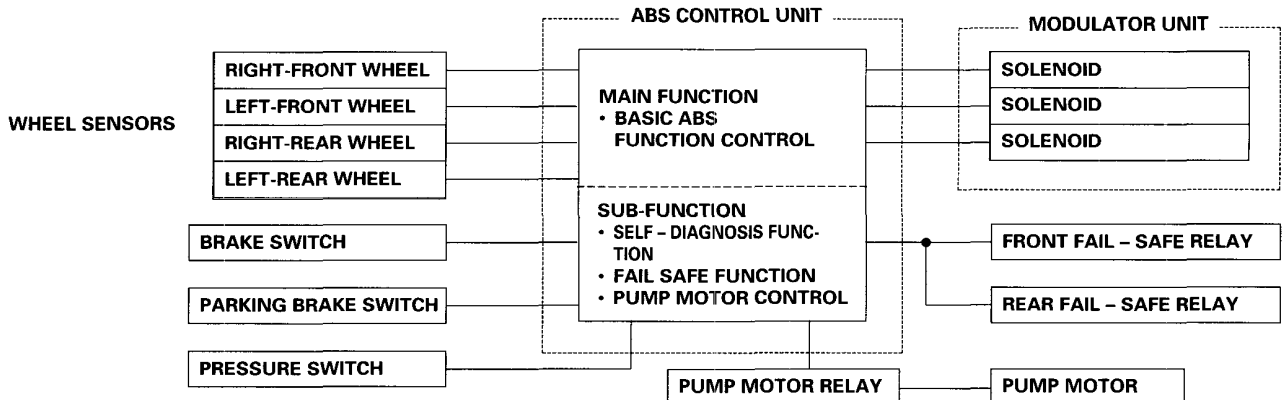 ABS CONTROL UNIT
MODULATOR UNIT
WHEEL SENSORS
RIGHT-FRONT WHEEL
LEFT-FRONT WHEEL
RIGHT-REAR WHEEL
LEFT-REAR WHEEL
BRAKE SWITCH
PARKING BRAKE SWITCH
PRESSURE SWITCH
MAIN FUNCTION
• BASIC ABS
FUNCTION CONTROL
SUB-FUNCTION
• SELF – DIAGNOSIS FUNC-
TION
• FAIL SAFE FUNCTION
• PUMP MOTOR CONTROL
SOLENOID
SOLENOID
SOLENOID
FRONT FAIL – SAFE RELAY
REAR FAIL – SAFE RELAY
PUMP MOTOR RELAY
PUMP MOTOR